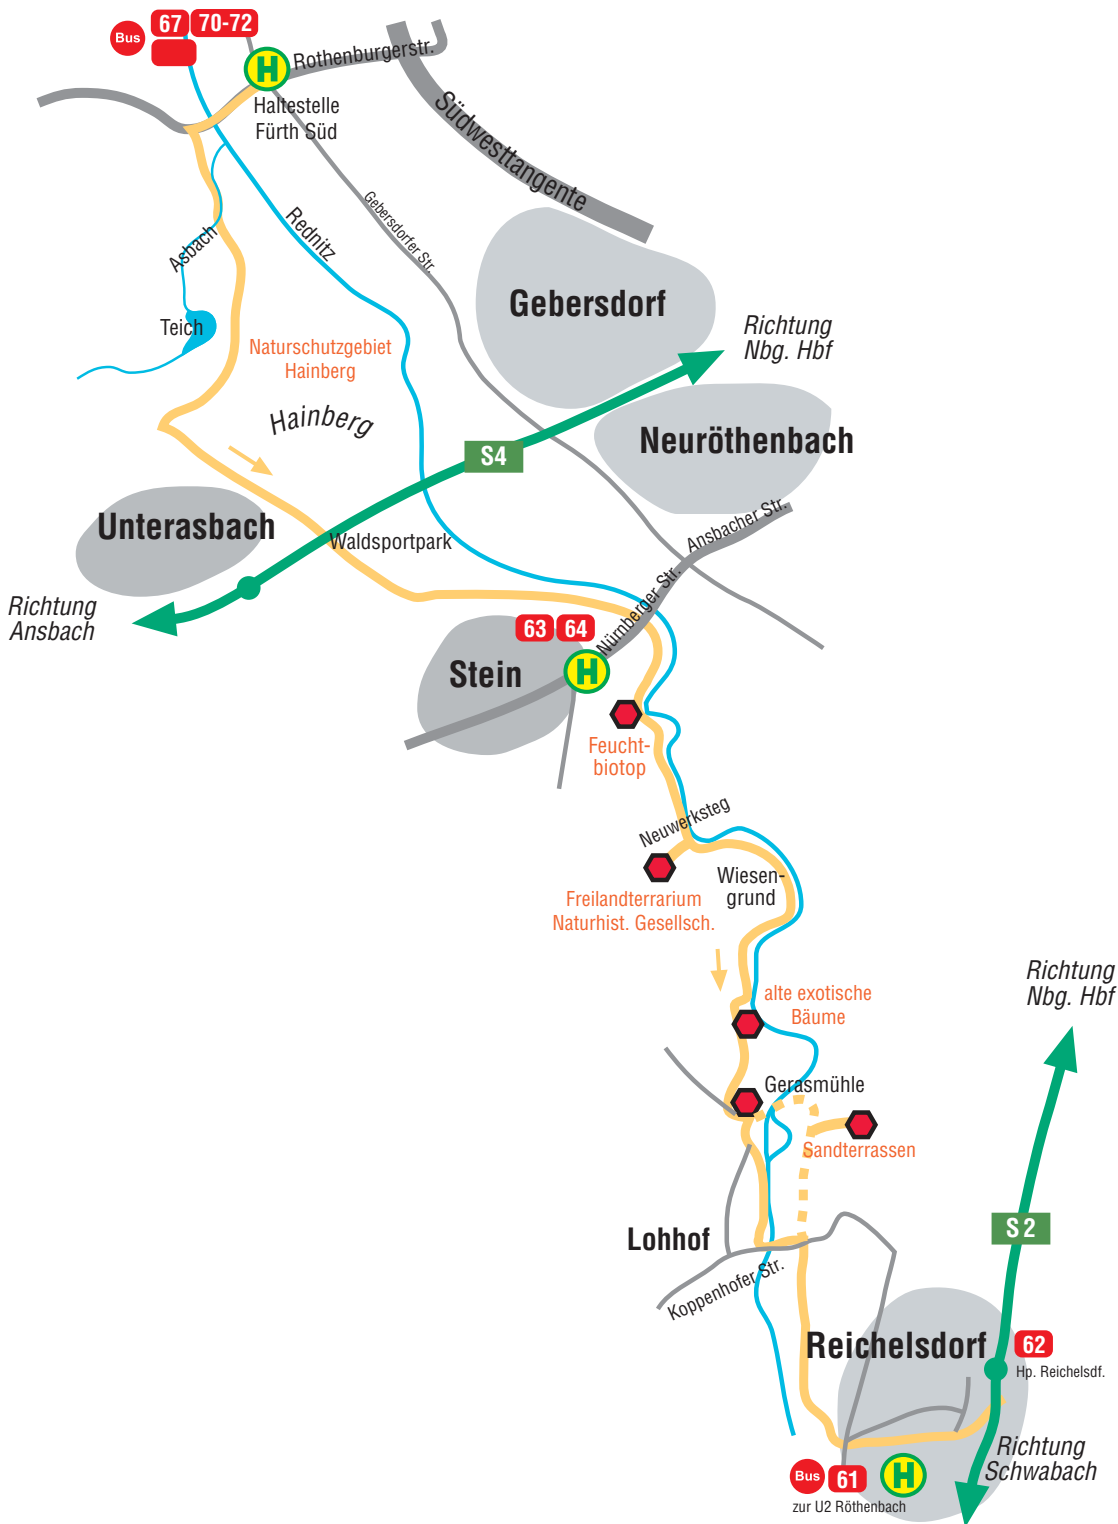 Bus
67
70-72
Rothenburgerstr.
Haltestelle
Fürth Süd
Südwesttangente
Gebersdorfer Str.
Rednitz
Asbach
Teich
Naturschutzgebiet
Hainberg
Hainberg
Gebersdorf
Richtung
Nbg. Hbf
Neuröthenbach
S4
Unterasbach
Waldsportpark
Ansbacher Str.
Nürnberger Str.
Richtung
Ansbach
63
64
H
H
Stein
Feucht-
biotop
Neuwerksteg
Wiesen-
grund
Freilandterrarium
Naturhist. Gesellsch.
alte exotische
Bäume
Richtung
Nbg. Hbf
Gerasmühle
Sandterrassen
S 2
Lohhof
Koppenhofer Str.
Reichelsdorf
62
Hp. Reichelsdf.
Richtung
Schwabach
Bus
61
H
zur U2 Röthenbach